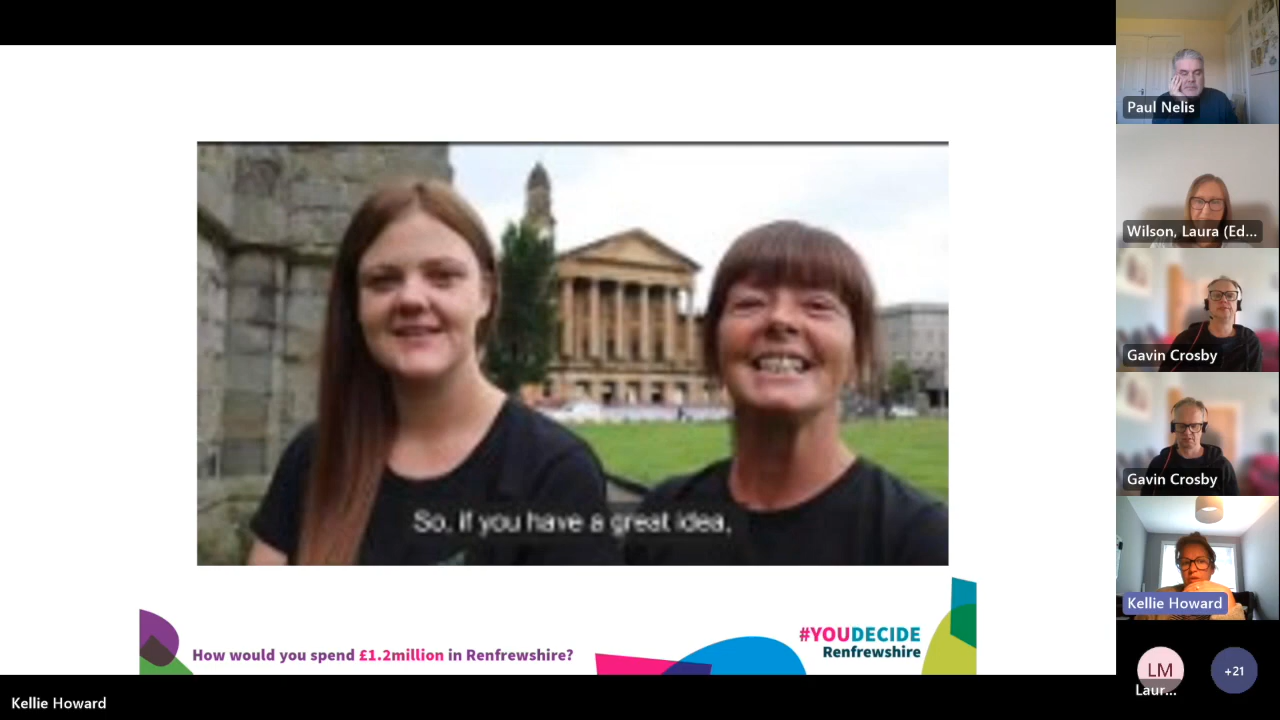 So, if you have a great idea,
How would you spend £1.2million in Renfrewshire?
#YOUDECIDE
Renfrewshire
Kellie Howard
Paul Nelis
Wilson, Laura (Ed...
Gavin Crosby
Gavin Crosby
Kellie Howard
LM
Laur...
+21